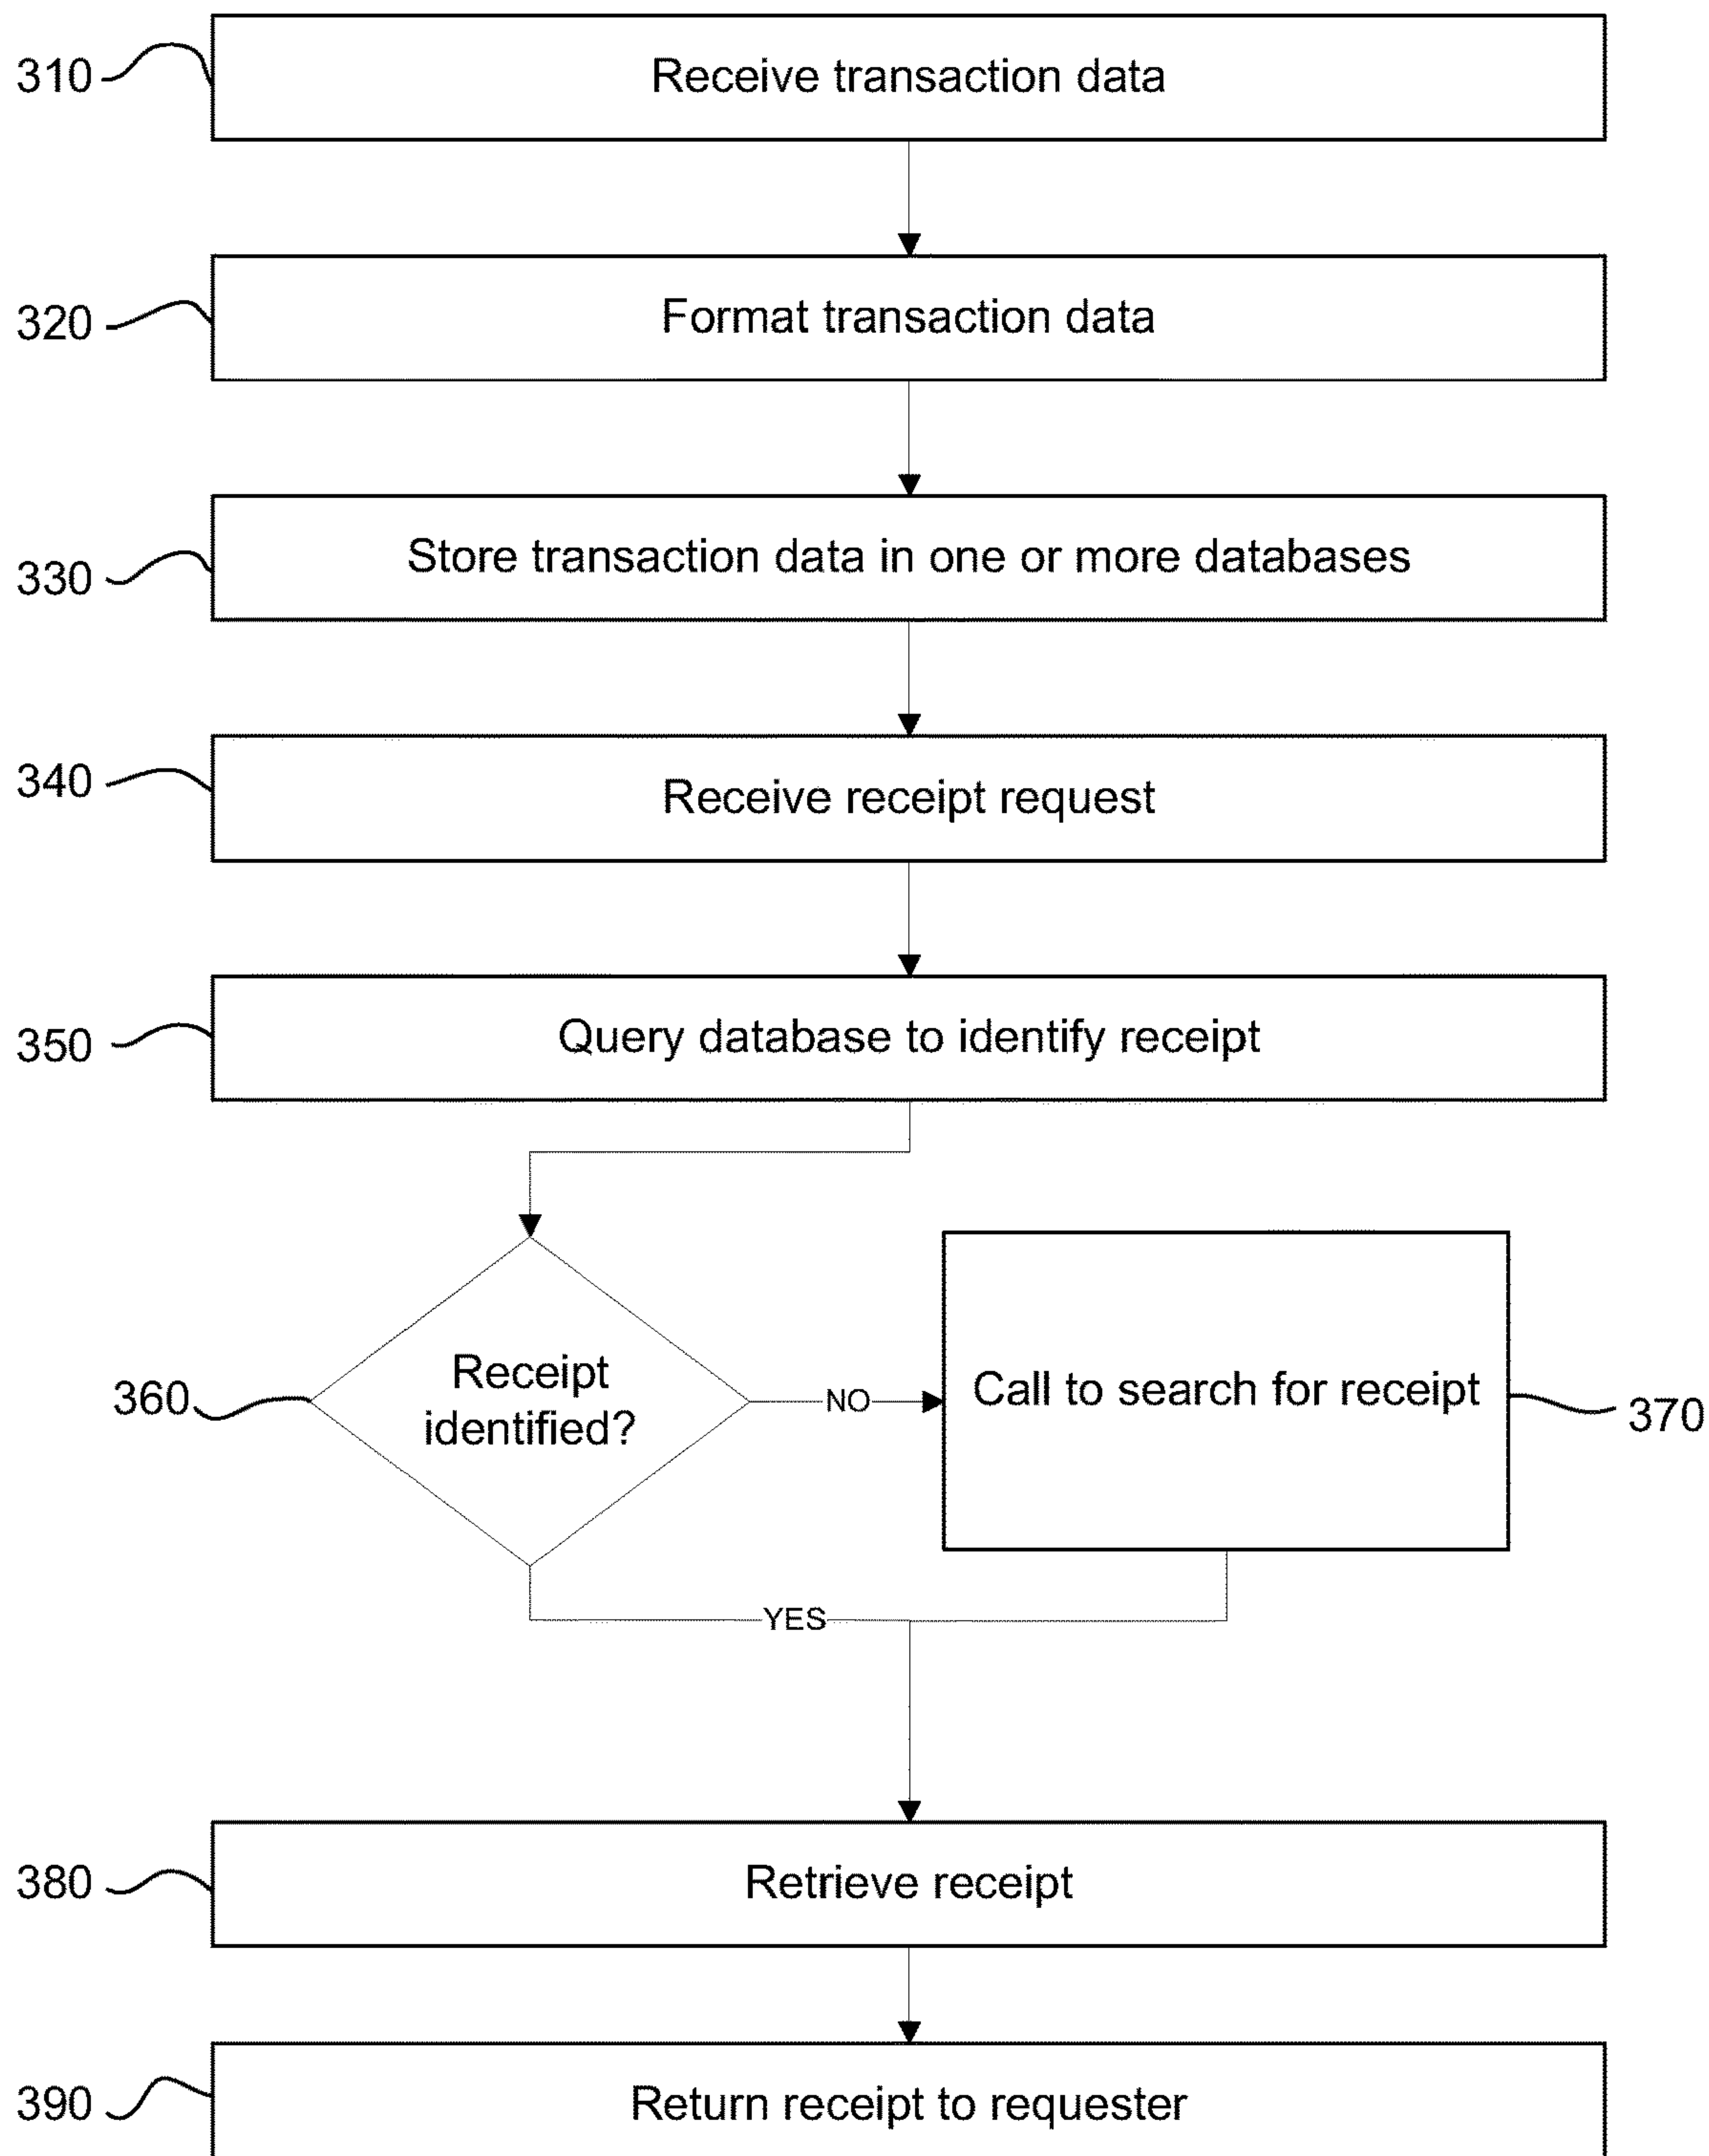 310
Receive transaction data
320
Format transaction data
330
Store transaction data in one or more databases
340
Receive receipt request
350
Query database to identify receipt
360
Receipt
identified?
NO
Call to search for receipt
370
YES
380
Retrieve receipt
390
Return receipt to requester